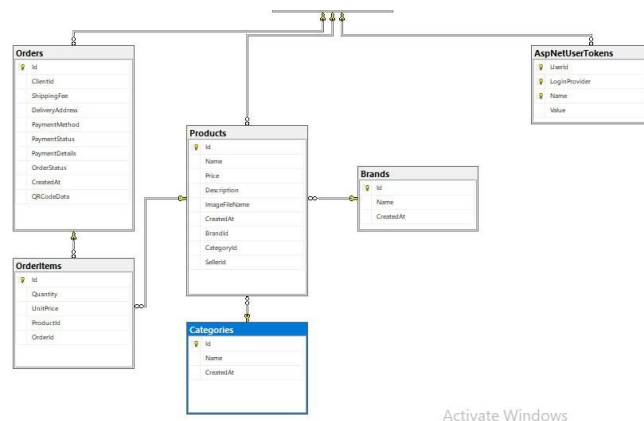 Orders
Id
ClientId
ShippingFee
DeliveryAddress
PaymentMethod
PaymentStatus
PaymentDetails
OrderStatus
CreatedAt
QRCodeData
AspNetUserTokens
UserId
LoginProvider
Name
Value
Products
Id
Name
Price
Description
ImageFileName
CreatedAt
BrandId
CategoryId
SellerId
Brands
Id
Name
CreatedAt
OrderItems
Id
Quantity
UnitPrice
ProductId
OrderId
Categories
Id
Name
CreatedAt
Activate Windows